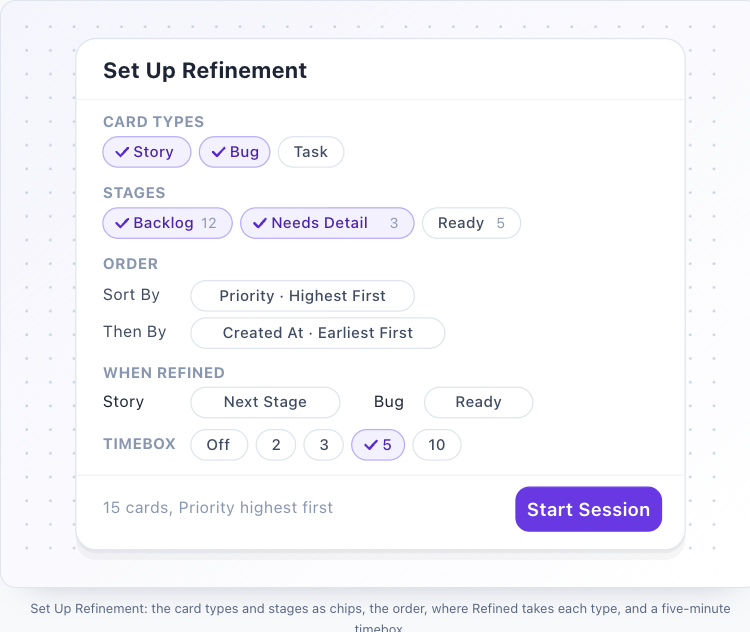 Set Up Refinement
CARD TYPES
Story Bug Task
STAGES
Backlog 12 Needs Detail 3 Ready 5
ORDER
Sort By Priority · Highest First
Then By Created At · Earliest First
WHEN REFINED
Story Next Stage Bug Ready
TIMEBOX Off 2 3 5 10
15 cards, Priority highest first Start Session
Set Up Refinement: the card types and stages as chips, the order, where Refined takes each type, and a five-minute
timebox